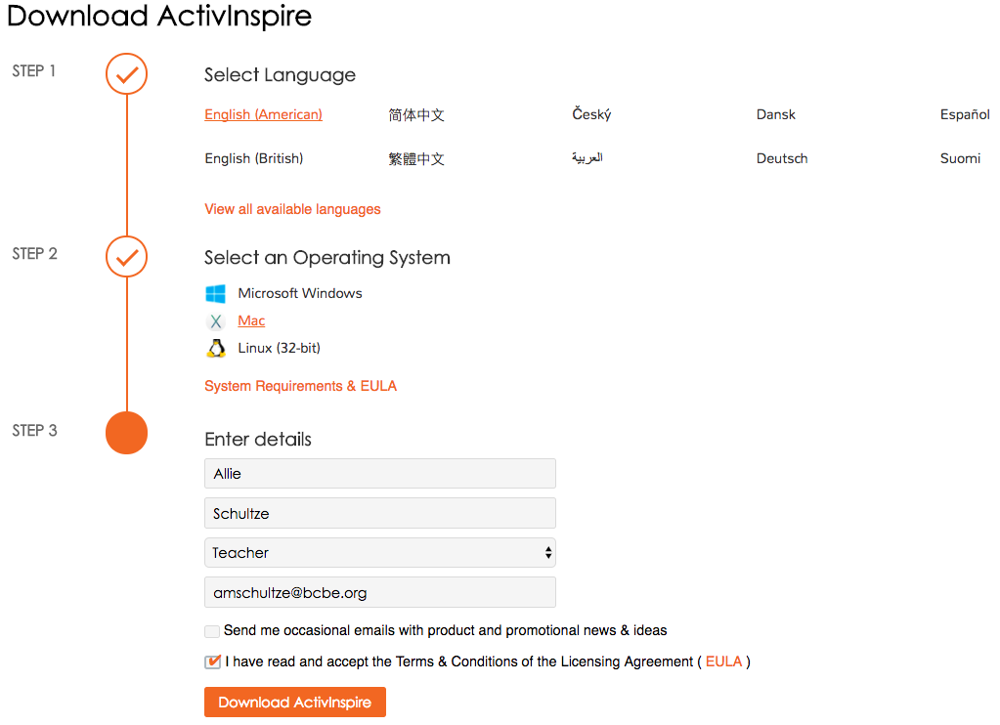 Download ActivInspire
STEP 1
Select Language
English (American) 简体中文 Český Dansk Español
English (British) 繁體中文 العربية Deutsch Suomi
View all available languages
STEP 2
Select an Operating System
Microsoft Windows
Mac
Linux (32-bit)
System Requirements & EULA
STEP 3
Enter details
Allie
Schultze
Teacher
amschultze@bcbe.org
Send me occasional emails with product and promotional news & ideas
I have read and accept the Terms & Conditions of the Licensing Agreement ( EULA )
Download ActivInspire